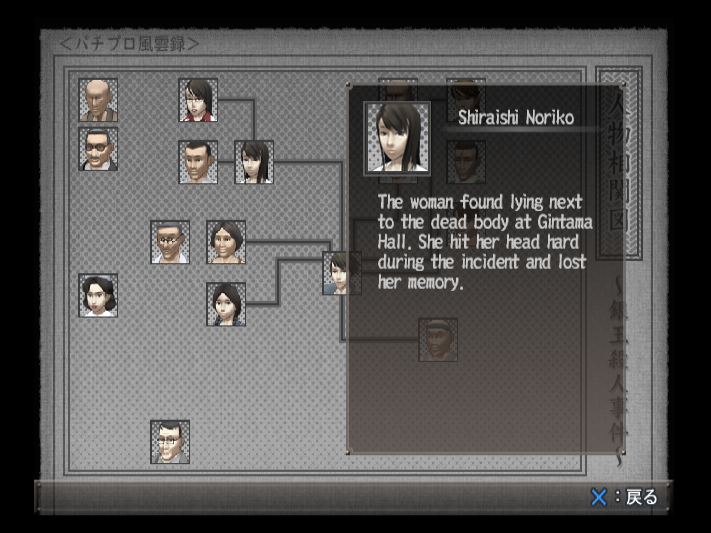 ＜パチプロ風雲録＞
Shiraishi Noriko
The woman found lying next
to the dead body at Gintama
Hall. She hit her head hard
during the incident and lost
her memory.
人物相関図
～銀玉殺人事件～
✕：戻る